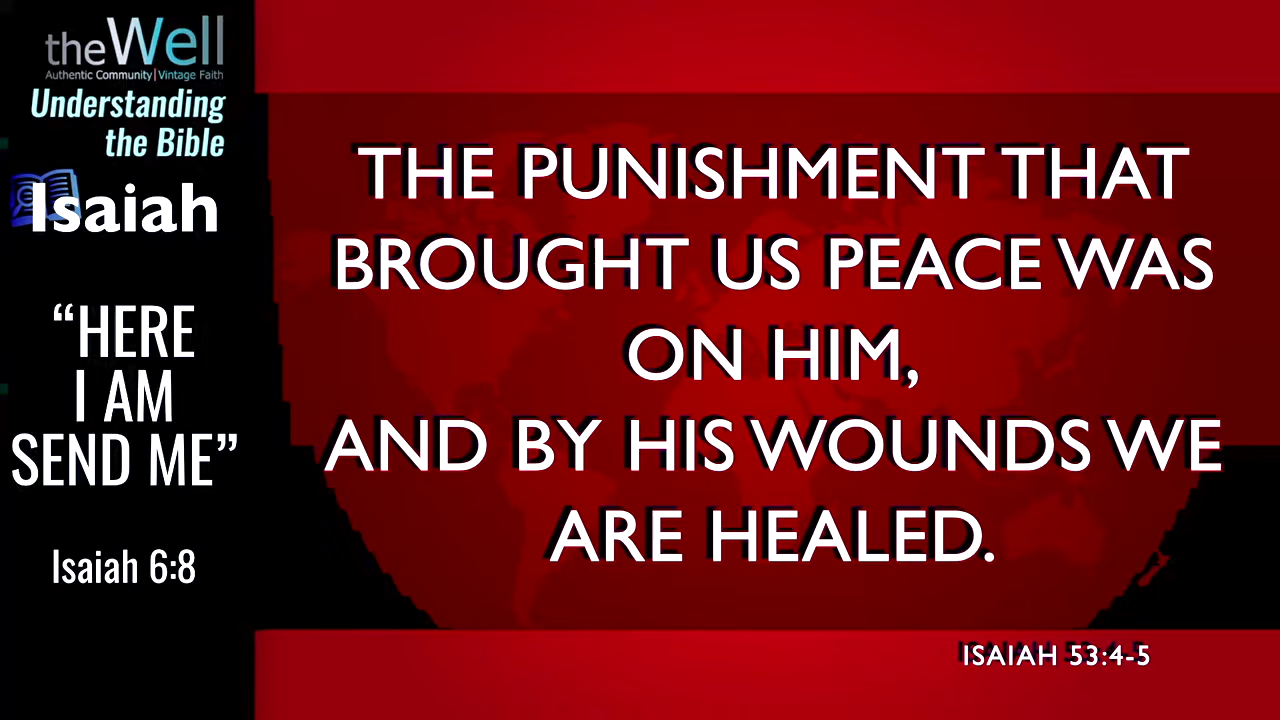 theWell
Authentic Community|Vintage Faith
Understanding
the Bible
Isaiah
“HERE
I AM
SEND ME”
Isaiah 6:8
THE PUNISHMENT THAT
BROUGHT US PEACE WAS
ON HIM,
AND BY HIS WOUNDS WE
ARE HEALED.
ISAIAH 53:4-5